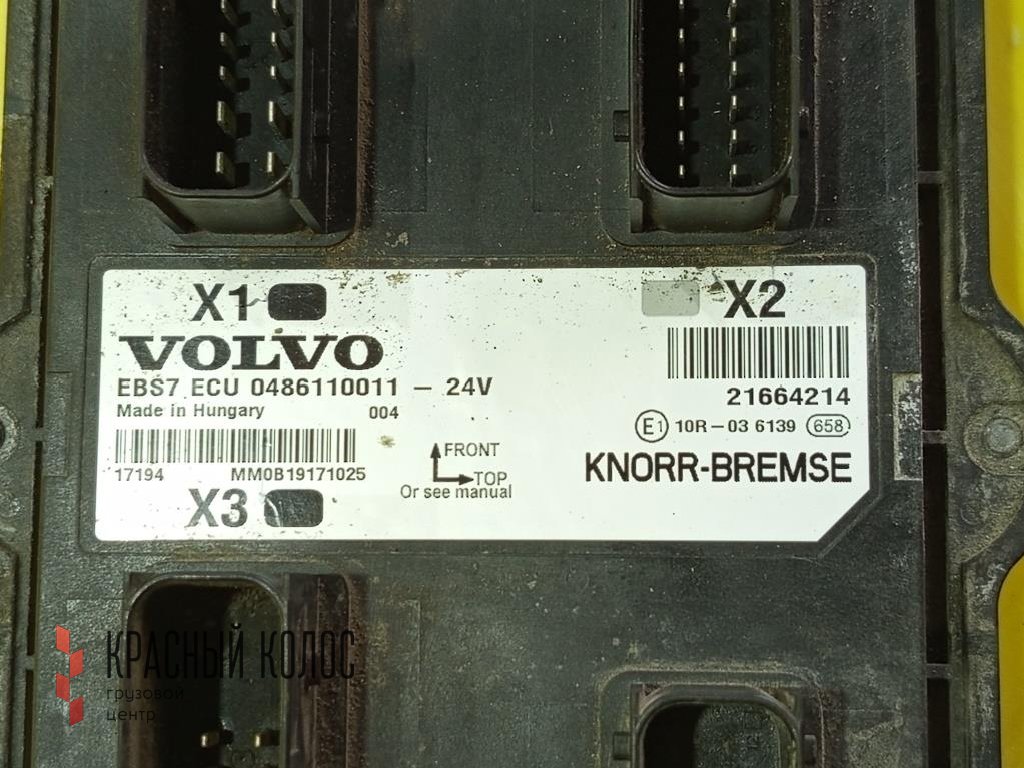 X1
X2
VOLVO
EBS7 ECU 0486110011 – 24V
Made in Hungary 004
21664214
E1 10R–03 6139 658
17194 MM0B19171025
FRONT
TOP
Or see manual
KNORR-BREMSE
X3
КРАСНЫЙ КОЛОС
грузовой
центр